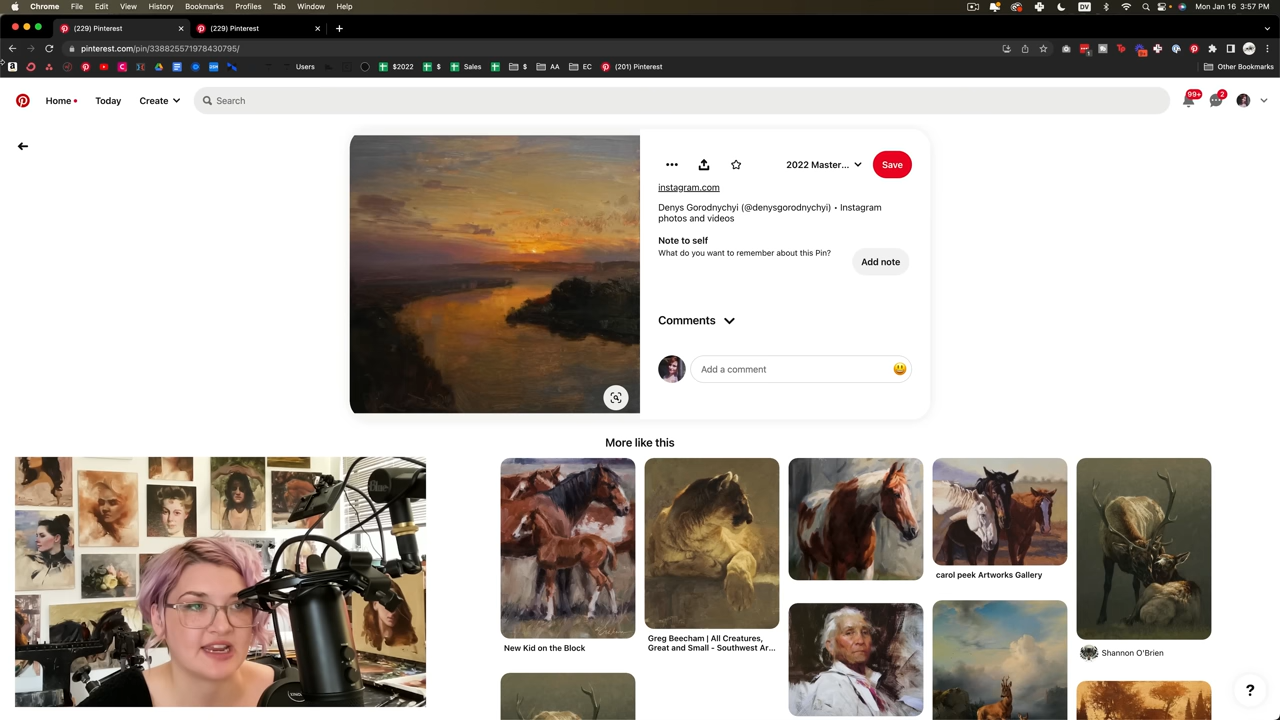 Chrome File Edit View History Bookmarks Profiles Tab Window Help
DV
Mon Jan 16 3:57 PM
(229) Pinterest
(229) Pinterest
pinterest.com/pin/338825571978430795/
Users
$2022
$
Sales
$
AA
EC
(201) Pinterest
Other Bookmarks
Home
Today
Create
Search
99+
2
2022 Master...
Save
instagram.com
Denys Gorodnychyi (@denysgorodnychyi) • Instagram
photos and videos
Note to self
What do you want to remember about this Pin?
Add note
Comments
Add a comment
More like this
Blue
New Kid on the Block
Greg Beecham | All Creatures,
Great and Small - Southwest Ar...
carol peek Artworks Gallery
Shannon O'Brien
?